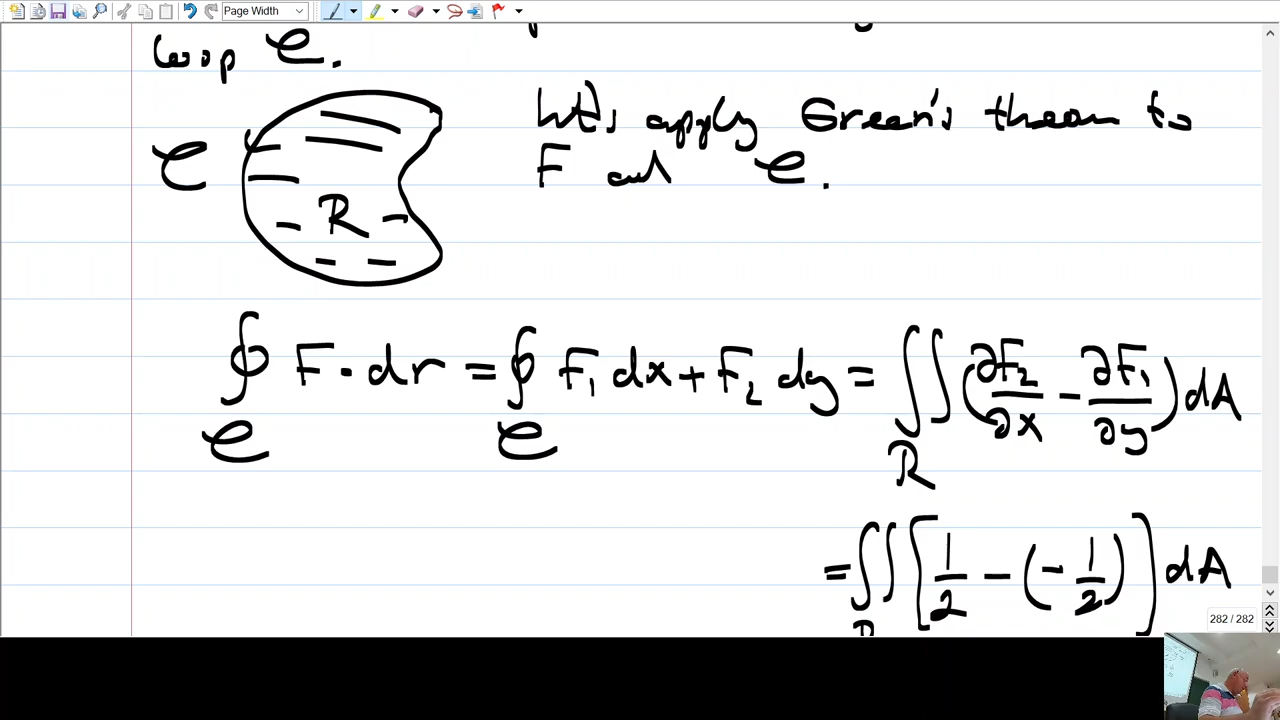 Page Width
loop C.
Let's apply Green's theorem to
C
F and C.
R
∮_C F · dr = ∮_C F₁ dx + F₂ dy = ∬_R (∂F₂/∂x − ∂F₁/∂y) dA
= ∬_R [1/2 − (−1/2)] dA
282 / 282